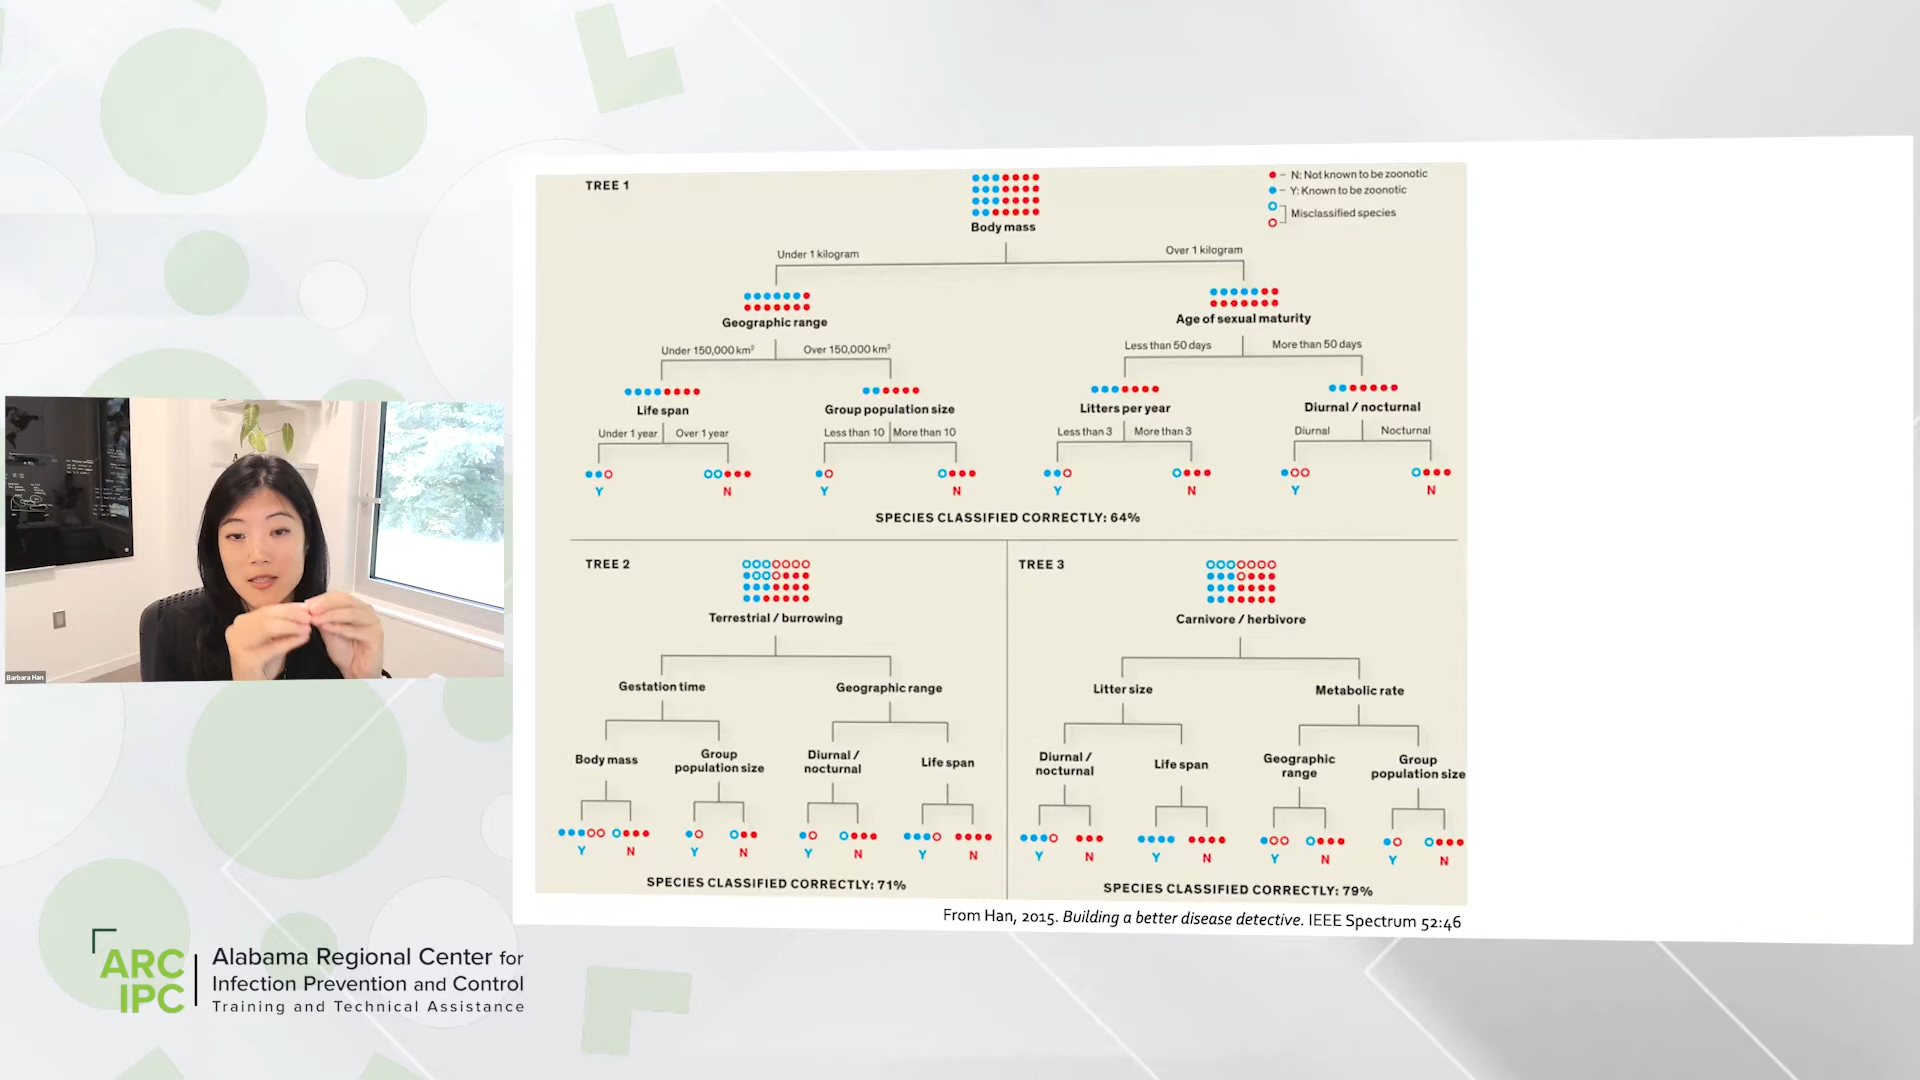 TREE 1
N: Not known to be zoonotic
Y: Known to be zoonotic
Misclassified species
Body mass
Under 1 kilogram
Over 1 kilogram
Geographic range
Age of sexual maturity
Under 150,000 km²
Over 150,000 km²
Less than 50 days
More than 50 days
Life span
Group population size
Litters per year
Diurnal / nocturnal
Under 1 year
Over 1 year
Less than 10
More than 10
Less than 3
More than 3
Diurnal
Nocturnal
Y
N
Y
N
Y
N
Y
N
SPECIES CLASSIFIED CORRECTLY: 64%
TREE 2
Terrestrial / burrowing
Gestation time
Geographic range
Body mass
Group
population size
Diurnal /
nocturnal
Life span
Y
N
Y
N
Y
N
Y
N
SPECIES CLASSIFIED CORRECTLY: 71%
TREE 3
Carnivore / herbivore
Litter size
Metabolic rate
Diurnal /
nocturnal
Life span
Geographic
range
Group
population size
Y
N
Y
N
Y
N
Y
N
SPECIES CLASSIFIED CORRECTLY: 79%
From Han, 2015. Building a better disease detective. IEEE Spectrum 52:46
Barbara Han
ARC
IPC
Alabama Regional Center for
Infection Prevention and Control
Training and Technical Assistance